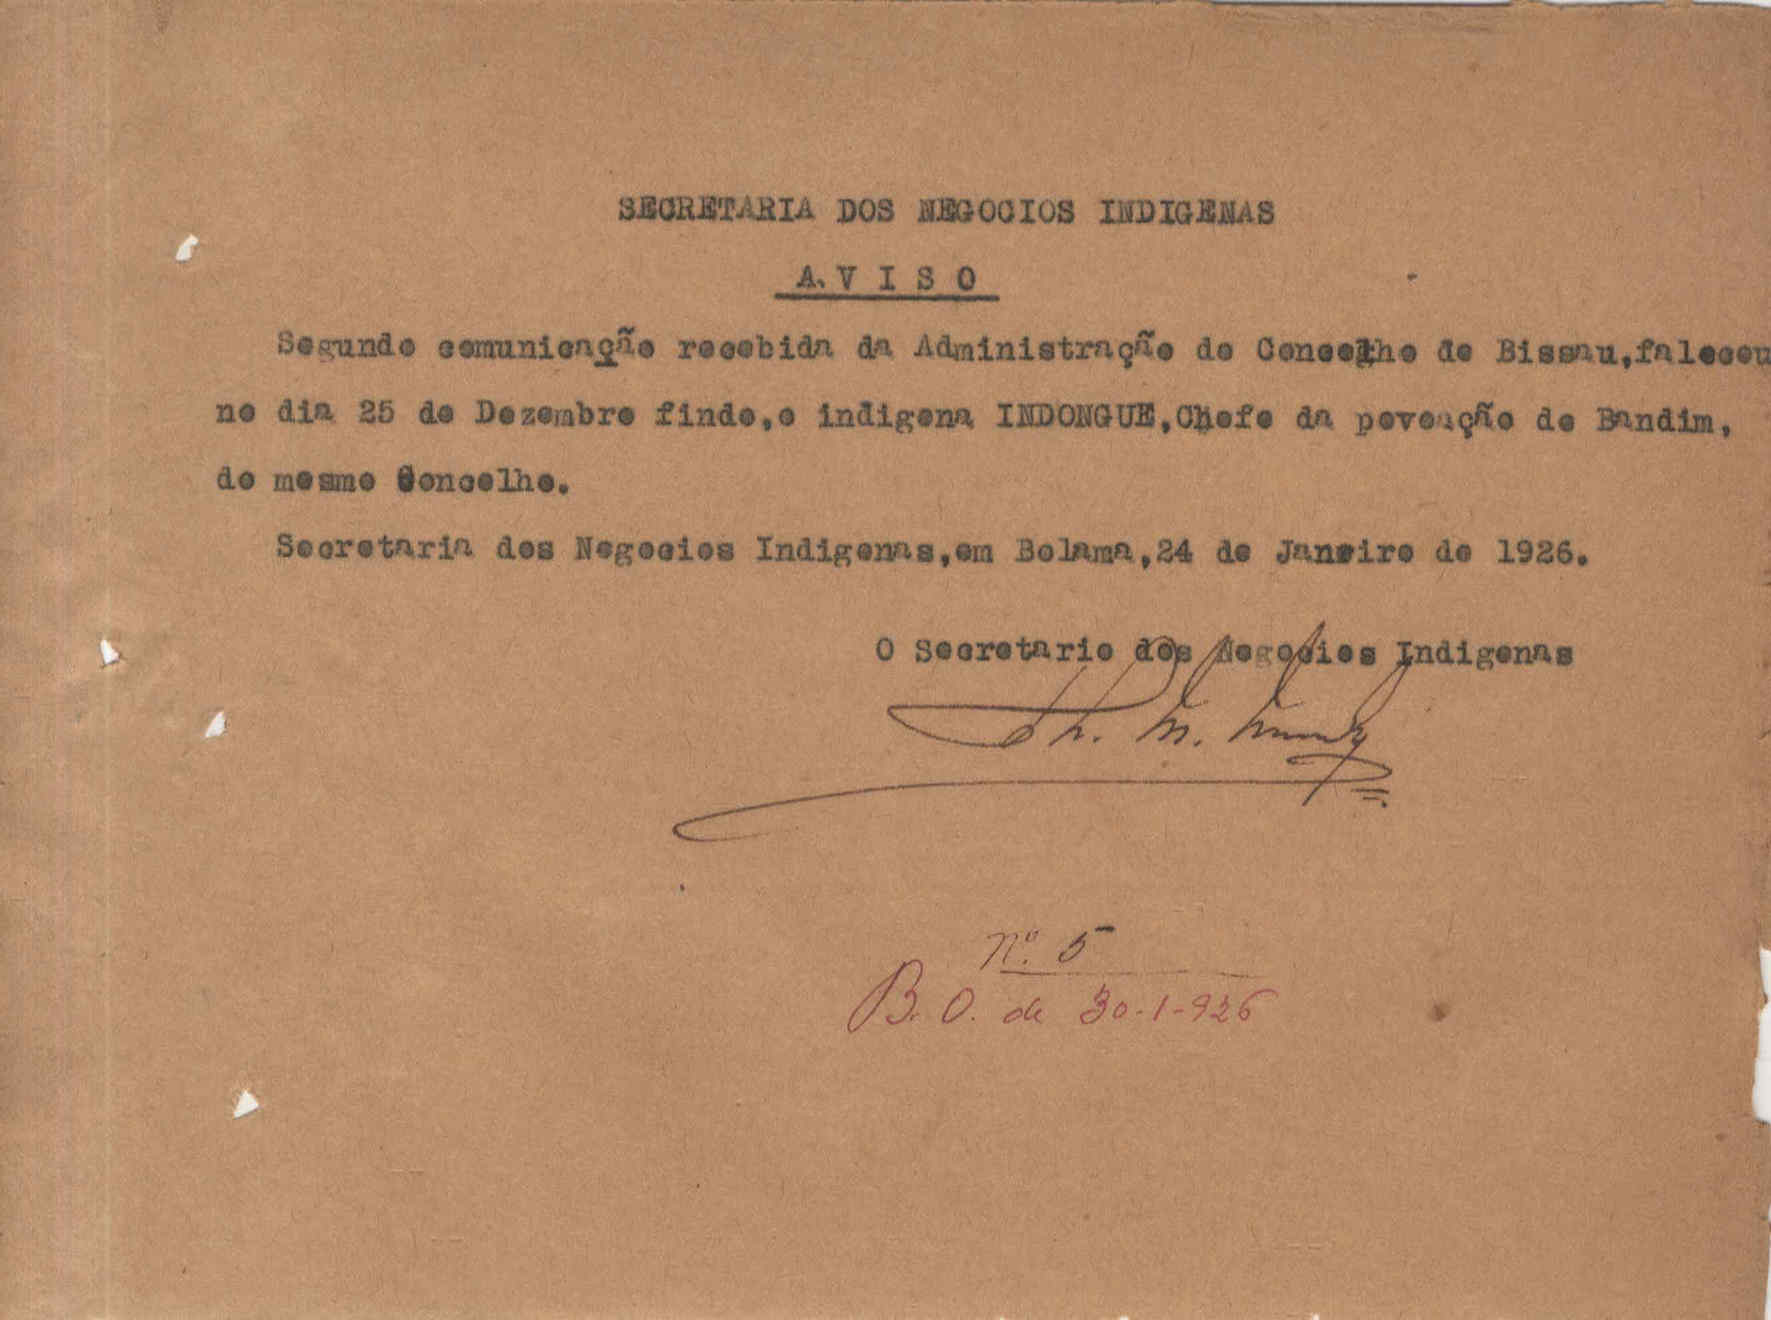 SECRETARIA DOS NEGOCIOS INDIGENAS
A.V I S O
Segundo comunicação recebida da Administração do Concelho de Bissau,faleceu
no dia 25 de Dezembro findo,o indigena INDONGUE,Chefe da povoação de Bandim,
do mesmo Concelho.
Secretaria dos Negocios Indigenas,em Bolama,24 de Janeiro de 1926.
O Secretario dos Negocios Indigenas
Nº. 5
B. O. de 30-1-926